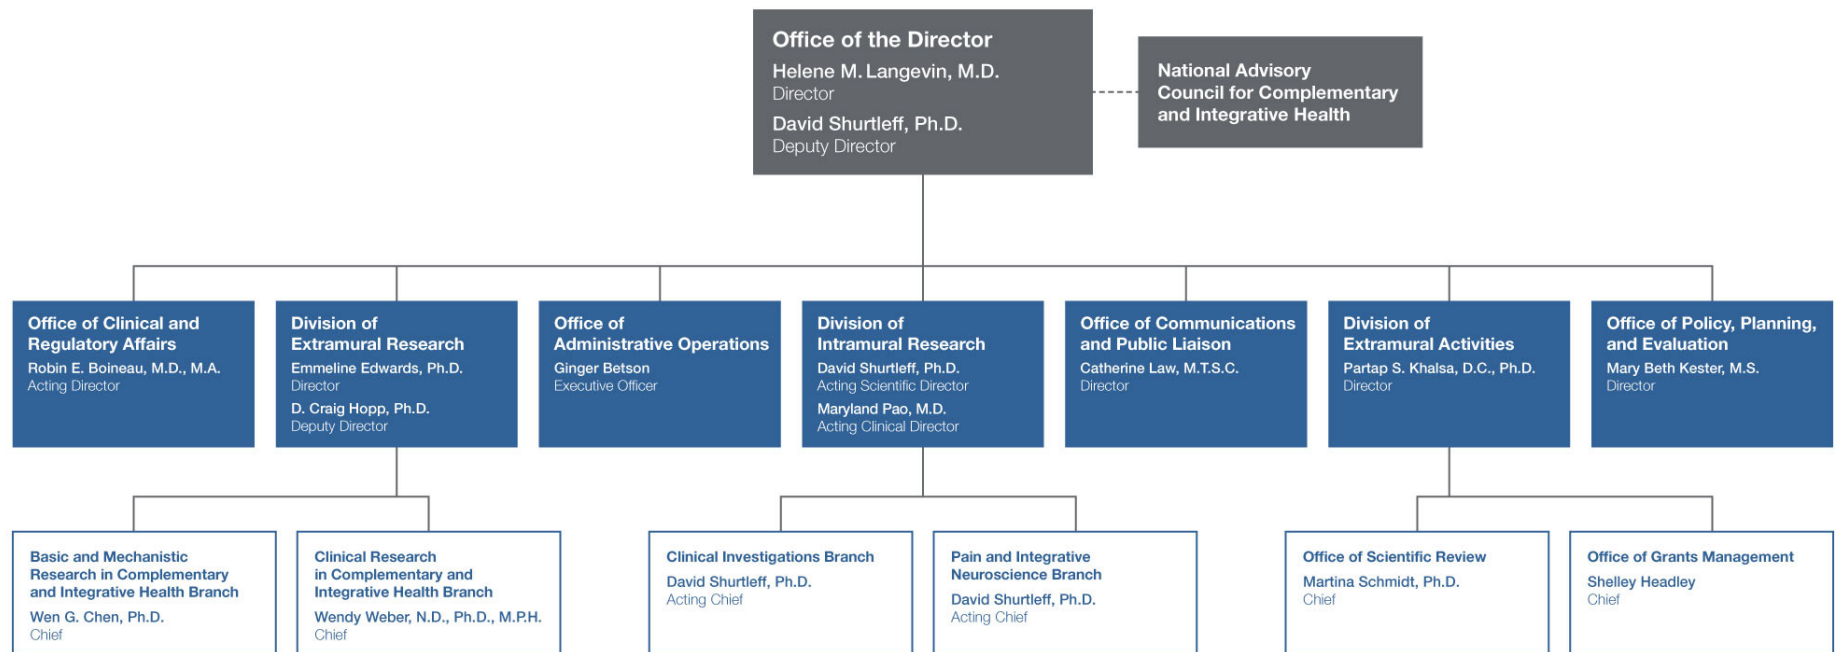 Office of the Director
Helene M. Langevin, M.D.
Director
David Shurtleff, Ph.D.
Deputy Director
National Advisory
Council for Complementary
and Integrative Health
Office of Clinical and
Regulatory Affairs
Robin E. Boineau, M.D., M.A.
Acting Director
Division of
Extramural Research
Emmeline Edwards, Ph.D.
Director
D. Craig Hopp, Ph.D.
Deputy Director
Office of
Administrative Operations
Ginger Betson
Executive Officer
Division of
Intramural Research
David Shurtleff, Ph.D.
Acting Scientific Director
Maryland Pao, M.D.
Acting Clinical Director
Office of Communications
and Public Liaison
Catherine Law, M.T.S.C.
Director
Division of
Extramural Activities
Partap S. Khalsa, D.C., Ph.D.
Director
Office of Policy, Planning,
and Evaluation
Mary Beth Kester, M.S.
Director
Basic and Mechanistic
Research in Complementary
and Integrative Health Branch
Wen G. Chen, Ph.D.
Chief
Clinical Research
in Complementary and
Integrative Health Branch
Wendy Weber, N.D., Ph.D., M.P.H.
Chief
Clinical Investigations Branch
David Shurtleff, Ph.D.
Acting Chief
Pain and Integrative
Neuroscience Branch
David Shurtleff, Ph.D.
Acting Chief
Office of Scientific Review
Martina Schmidt, Ph.D.
Chief
Office of Grants Management
Shelley Headley
Chief